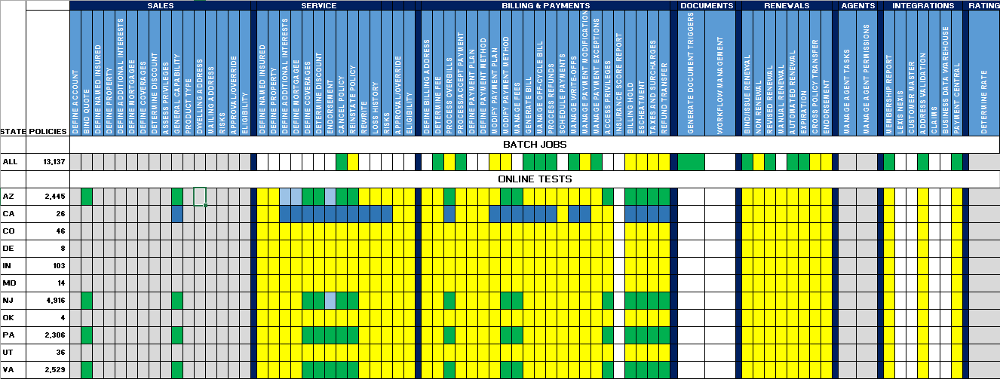 SALES SERVICE BILLING & PAYMENTS DOCUMENTS RENEWALS AGENTS INTEGRATIONS RATING
STATE
POLICIES
DEFINE ACCOUNT
BIND QUOTE
DEFINE NAMED INSURED
DEFINE PROPERTY
DEFINE ADDITIONAL INTERESTS
DEFINE MORTGAGEE
DEFINE COVERAGES
DETERMINE DISCOUNT
ASSESS PRIVILEGES
GENERAL CAPABILITY
PRODUCT TYPE
DWELLING ADDRESS
MAILING ADDRESS
RISKS
APPROVAL/OVERRIDE
ELIGIBILITY
DEFINE NAMED INSURED
DEFINE PROPERTY
DEFINE ADDITIONAL INTERESTS
DEFINE MORTGAGEE
DEFINE COVERAGES
DETERMINE DISCOUNT
ENDORSEMENT
CANCEL POLICY
REINSTATE POLICY
REWRITE
LOSS HISTORY
RISKS
APPROVAL/OVERRIDE
ELIGIBILITY
DEFINE BILLING ADDRESS
DETERMINE FEE
PROCESS OVERBILLS
PROCESS/ACCEPT PAYMENT
DEFINE PAYMENT PLAN
DEFINE PAYMENT METHOD
MODIFY PAYMENT PLAN
MODIFY PAYMENT METHOD
MANAGE FEES
GENERATE BILL
MANAGE OFF-CYCLE BILL
PROCESS REFUNDS
SCHEDULE PAYMENTS
MANAGE WRITE-OFFS
MANAGE PAYMENT MODIFICATION
MANAGE PAYMENT EXCEPTIONS
ACCESS PRIVILEGES
INSURANCE SCORE REPORT
BILLING HOLD
ESCHEATMENT
TAXES AND SURCHARGES
REFUND TRANSFER
GENERATE DOCUMENT TRIGGERS
WORKFLOW MANAGEMENT
BIND/ISSUE RENEWAL
NON RENEWAL
REVISED RENEWAL
MANUAL RENEWAL
AUTOMATED RENEWAL
EXPIRATION
CROSS POLICY TRANSFER
ENDORSEMENT
MANAGE AGENT TASKS
MANAGE AGENT PERMISSIONS
MEMBERSHIP REPORT
LEXIS NEXIS
CUSTOMER MASTER
ADDRESS VALIDATION
CLAIMS
BUSINESS DATA WAREHOUSE
PAYMENT CENTRAL
DETERMINE RATE
BATCH JOBS
ALL 13,137
ONLINE TESTS
AZ 2,445
CA 26
CO 46
DE 8
IN 103
MD 14
NJ 4,916
OK 4
PA 2,306
UT 36
VA 2,529